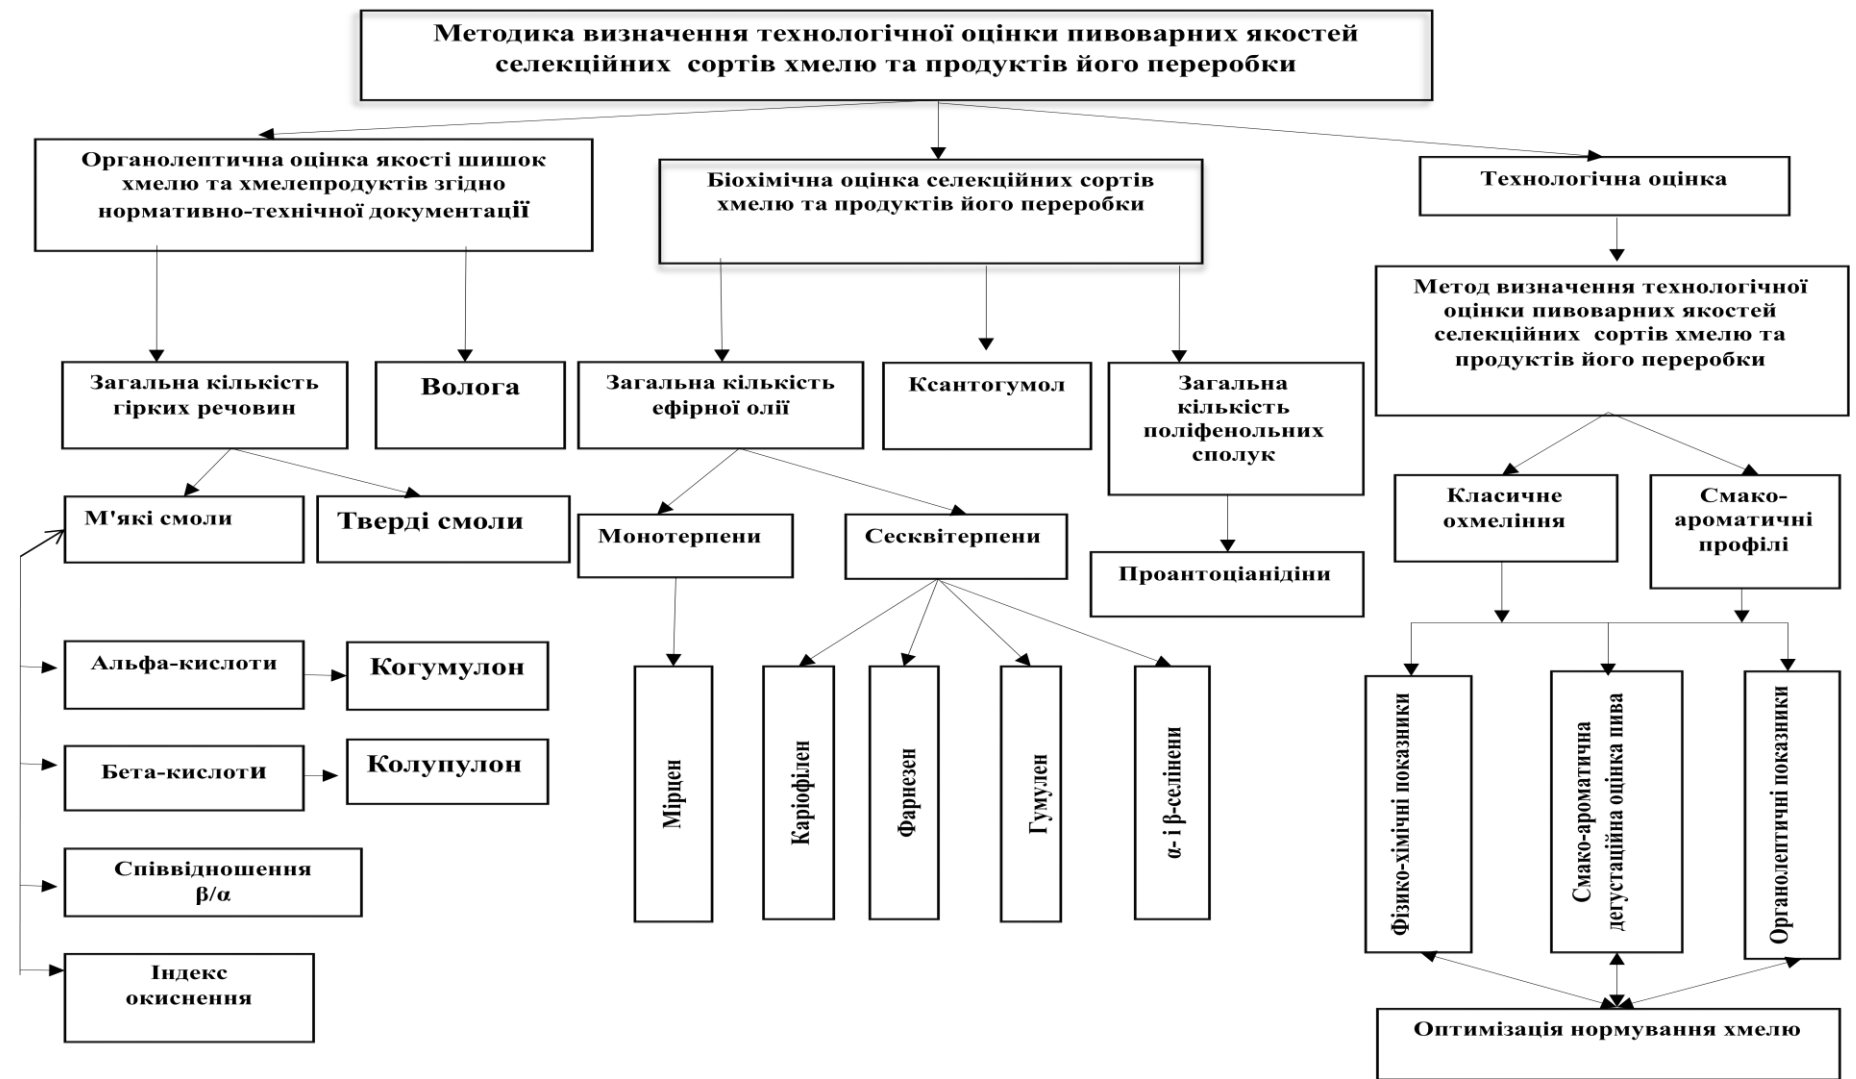 Методика визначення технологічної оцінки пивоварних якостей
селекційних сортів хмелю та продуктів його переробки
Органолептична оцінка якості шишок
хмелю та хмелепродуктів згідно
нормативно-технічної документації
Біохімічна оцінка селекційних сортів
хмелю та продуктів його переробки
Технологічна оцінка
Метод визначення технологічної
оцінки пивоварних якостей
селекційних сортів хмелю та
продуктів його переробки
Загальна кількість
гірких речовин
Волога
Загальна кількість
ефірної олії
Ксантогумол
Загальна
кількість
поліфенольних
сполук
М'які смоли
Тверді смоли
Монотерпени
Сесквітерпени
Проантоціанідіни
Класичне
охмеління
Смако-
ароматичні
профілі
Альфа-кислоти
Когумулон
Бета-кислоти
Колупулон
Співвідношення
β/α
Індекс
окиснення
Мірцен
Каріофілен
Фарнезен
Гумулен
α- і β-селінени
Фізико-хімічні показники
Смако-ароматична
дегустаційна оцінка пива
Органолептичні показники
Оптимізація нормування хмелю